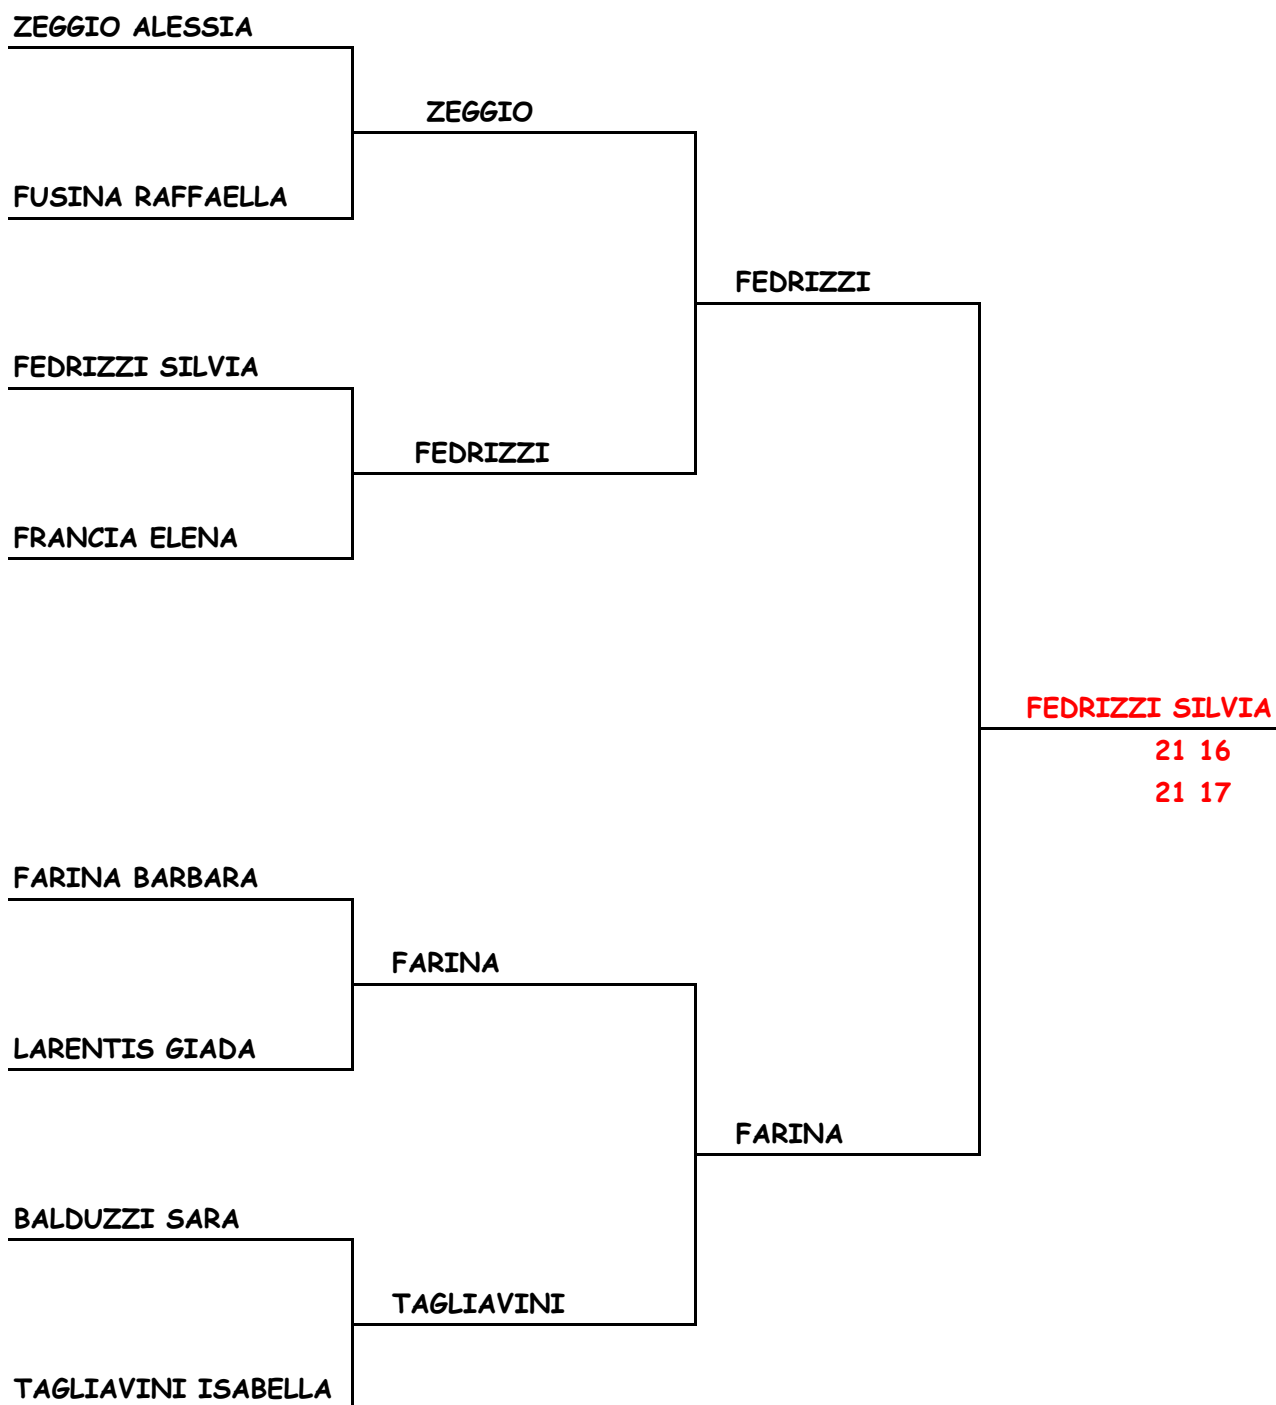 ZEGGIO ALESSIA
ZEGGIO
FUSINA RAFFAELLA
FEDRIZZI
FEDRIZZI SILVIA
FEDRIZZI
FRANCIA ELENA
FEDRIZZI SILVIA
21 16
21 17
FARINA BARBARA
FARINA
LARENTIS GIADA
FARINA
BALDUZZI SARA
TAGLIAVINI
TAGLIAVINI ISABELLA